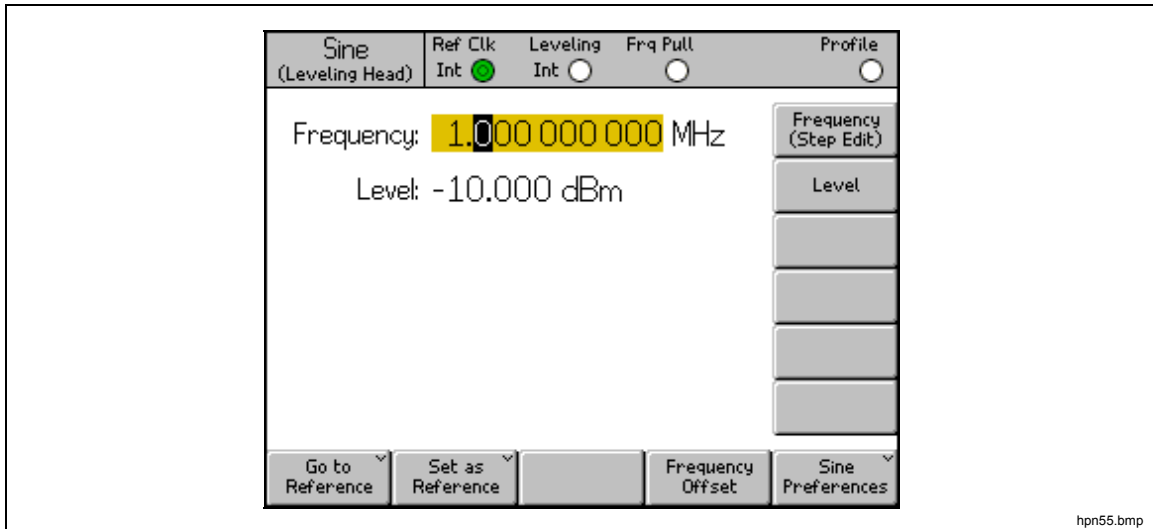 Sine
(Leveling Head)
Ref Clk
Int
Leveling
Int
Frq Pull
Profile
Frequency: 1.000 000 000 MHz
Level: -10.000 dBm
Frequency
(Step Edit)
Level
Go to
Reference
Set as
Reference
Frequency
Offset
Sine
Preferences
hpn55.bmp